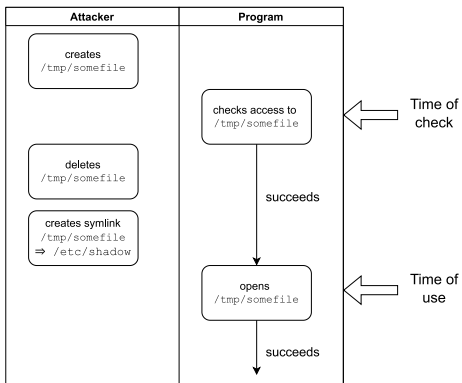 Attacker
Program
creates
/tmp/somefile
checks access to
/tmp/somefile
Time of
check
deletes
/tmp/somefile
succeeds
creates symlink
/tmp/somefile
⇒ /etc/shadow
opens
/tmp/somefile
Time of
use
succeeds